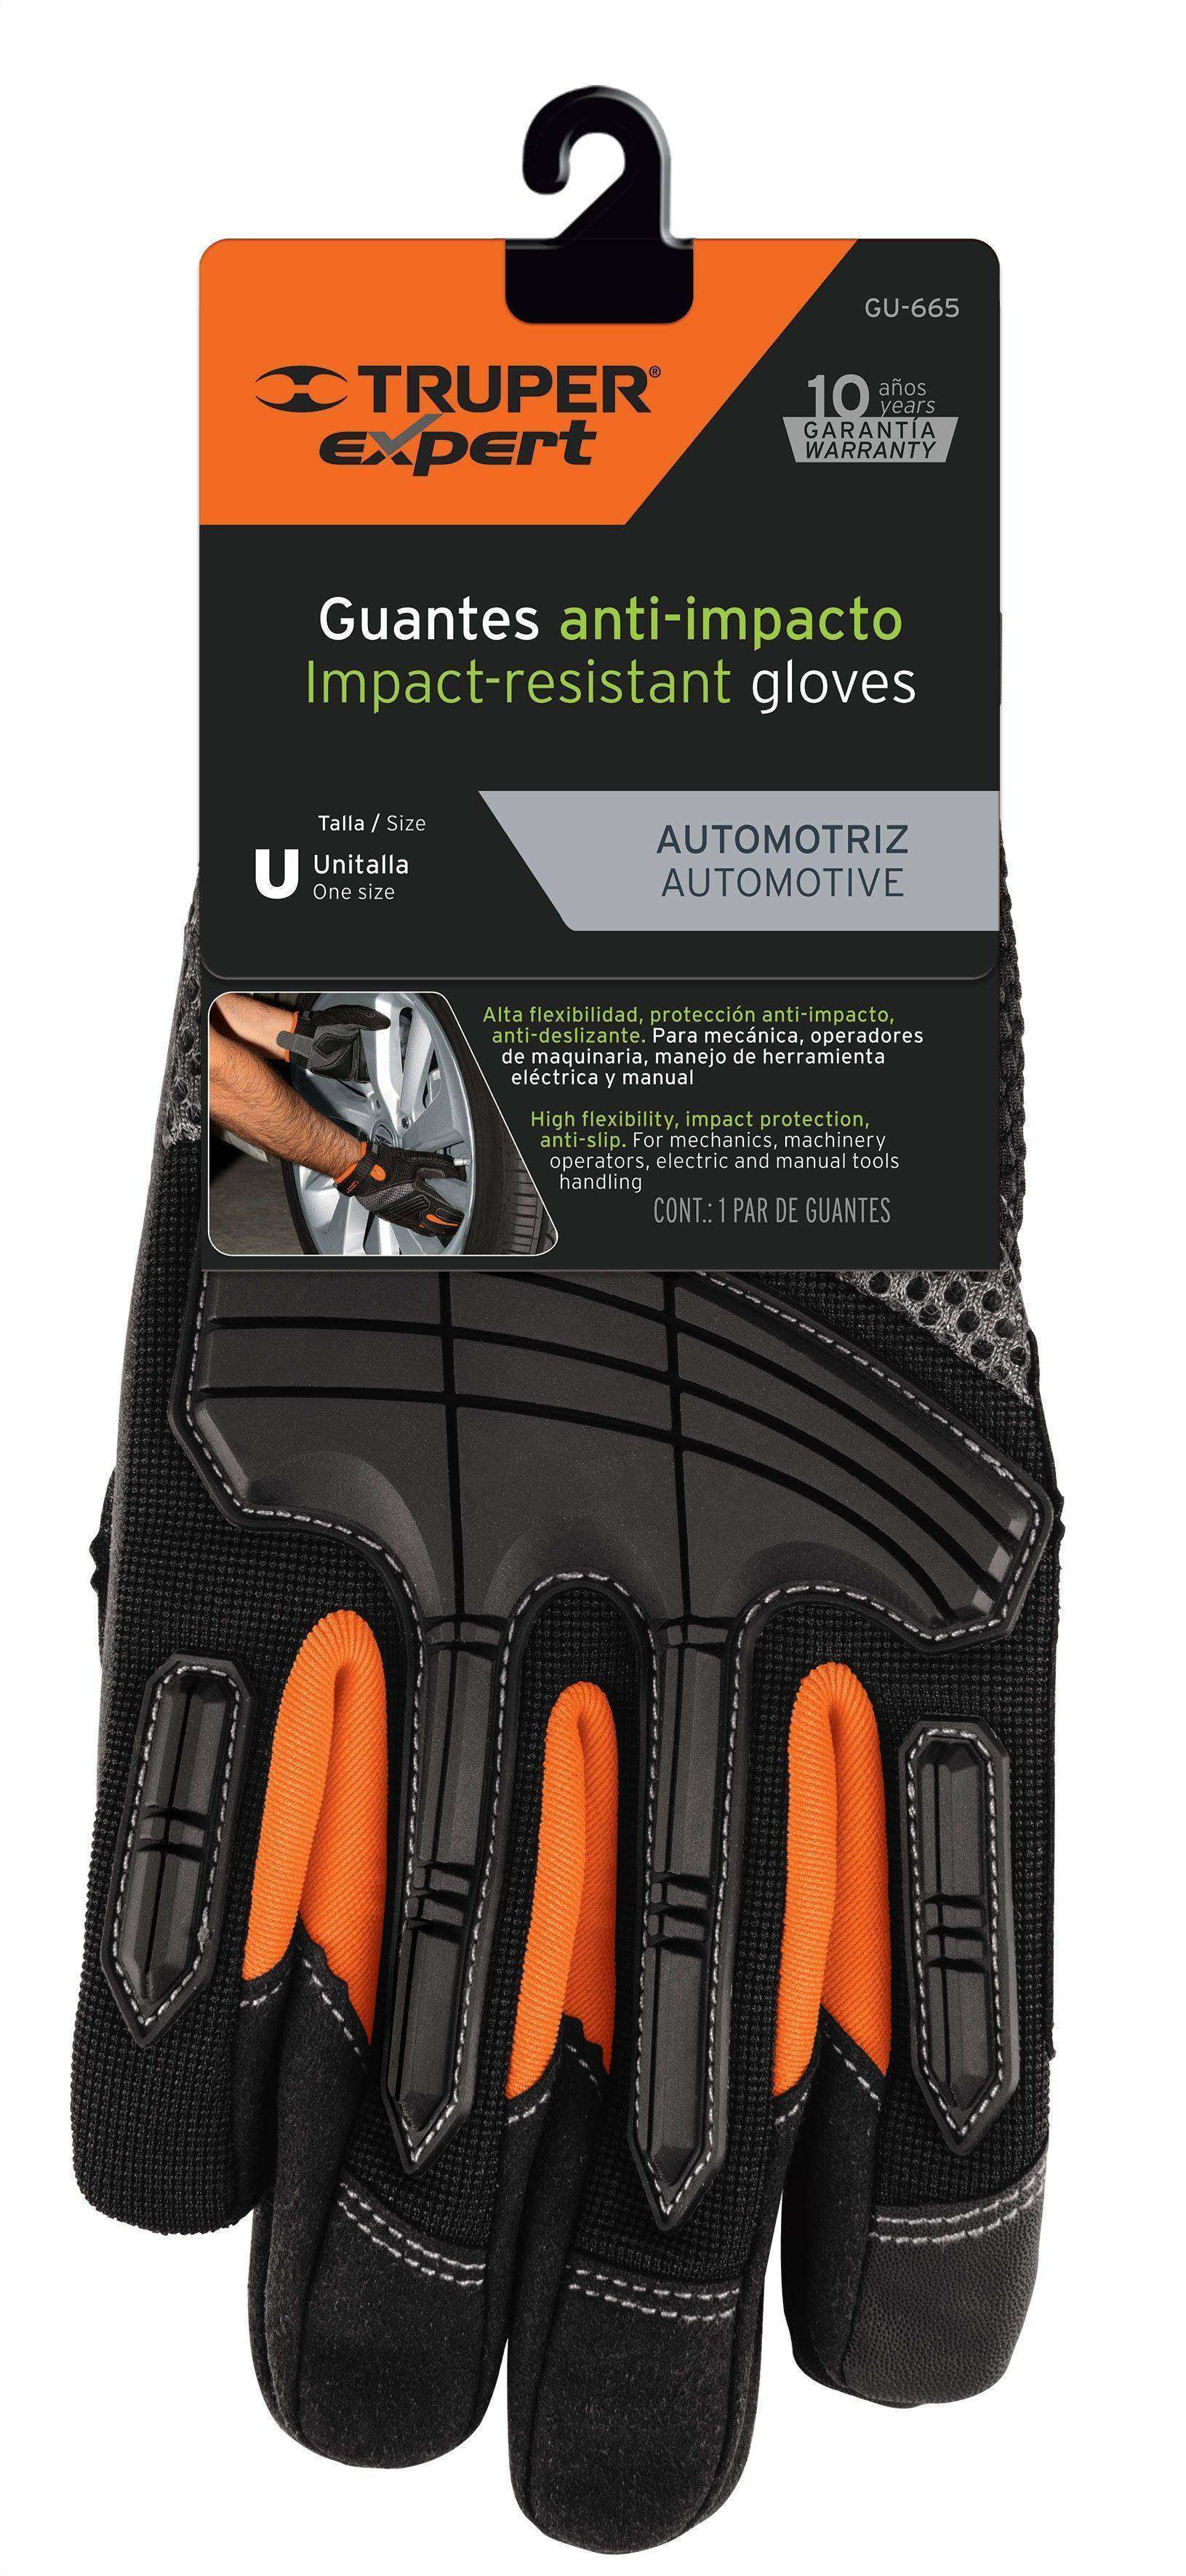 GU-665
TRUPER®
expert
10 años
years
GARANTÍA
WARRANTY
Guantes anti-impacto
Impact-resistant gloves
Talla / Size
U Unitalla
One size
AUTOMOTRIZ
AUTOMOTIVE
Alta flexibilidad, protección anti-impacto,
anti-deslizante. Para mecánica, operadores
de maquinaria, manejo de herramienta
eléctrica y manual
High flexibility, impact protection,
anti-slip. For mechanics, machinery
operators, electric and manual tools
handling
CONT.: 1 PAR DE GUANTES